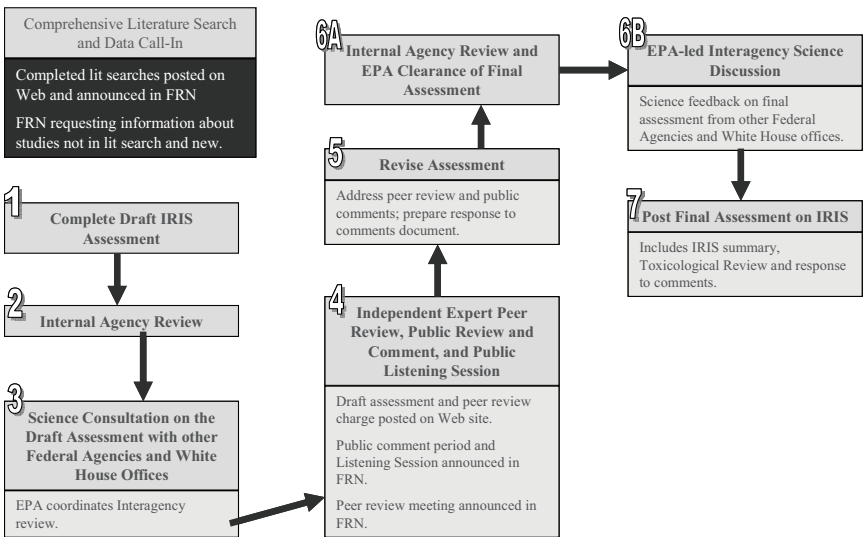 Comprehensive Literature Search
and Data Call-In
Completed lit searches posted on
Web and announced in FRN
FRN requesting information about
studies not in lit search and new.
1
Complete Draft IRIS
Assessment
2
Internal Agency Review
3
Science Consultation on the
Draft Assessment with other
Federal Agencies and White
House Offices
EPA coordinates Interagency
review.
4
Independent Expert Peer
Review, Public Review and
Comment, and Public
Listening Session
Draft assessment and peer review
charge posted on Web site.
Public comment period and
Listening Session announced in
FRN.
Peer review meeting announced in
FRN.
5
Revise Assessment
Address peer review and public
comments; prepare response to
comments document.
6A
Internal Agency Review and
EPA Clearance of Final
Assessment
6B
EPA-led Interagency Science
Discussion
Science feedback on final
assessment from other Federal
Agencies and White House offices.
7
Post Final Assessment on IRIS
Includes IRIS summary,
Toxicological Review and response
to comments.